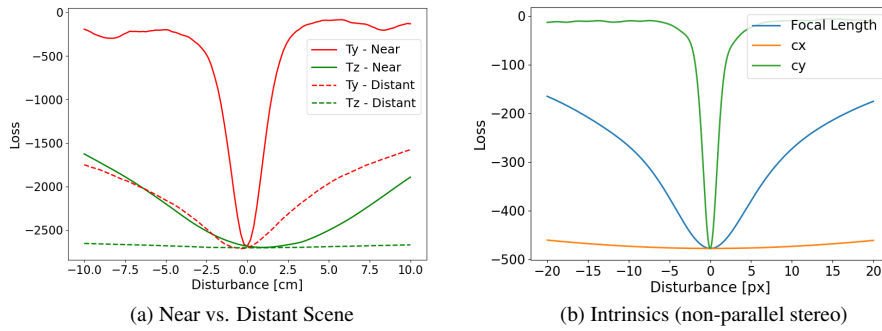 0
−500
−1000
−1500
−2000
−2500
Loss
−10.0 −7.5 −5.0 −2.5 0.0 2.5 5.0 7.5 10.0
Disturbance [cm]
Ty - Near
Tz - Near
Ty - Distant
Tz - Distant
(a) Near vs. Distant Scene
0
−100
−200
−300
−400
−500
Loss
−20 −15 −10 −5 0 5 10 15 20
Disturbance [px]
Focal Length
cx
cy
(b) Intrinsics (non-parallel stereo)